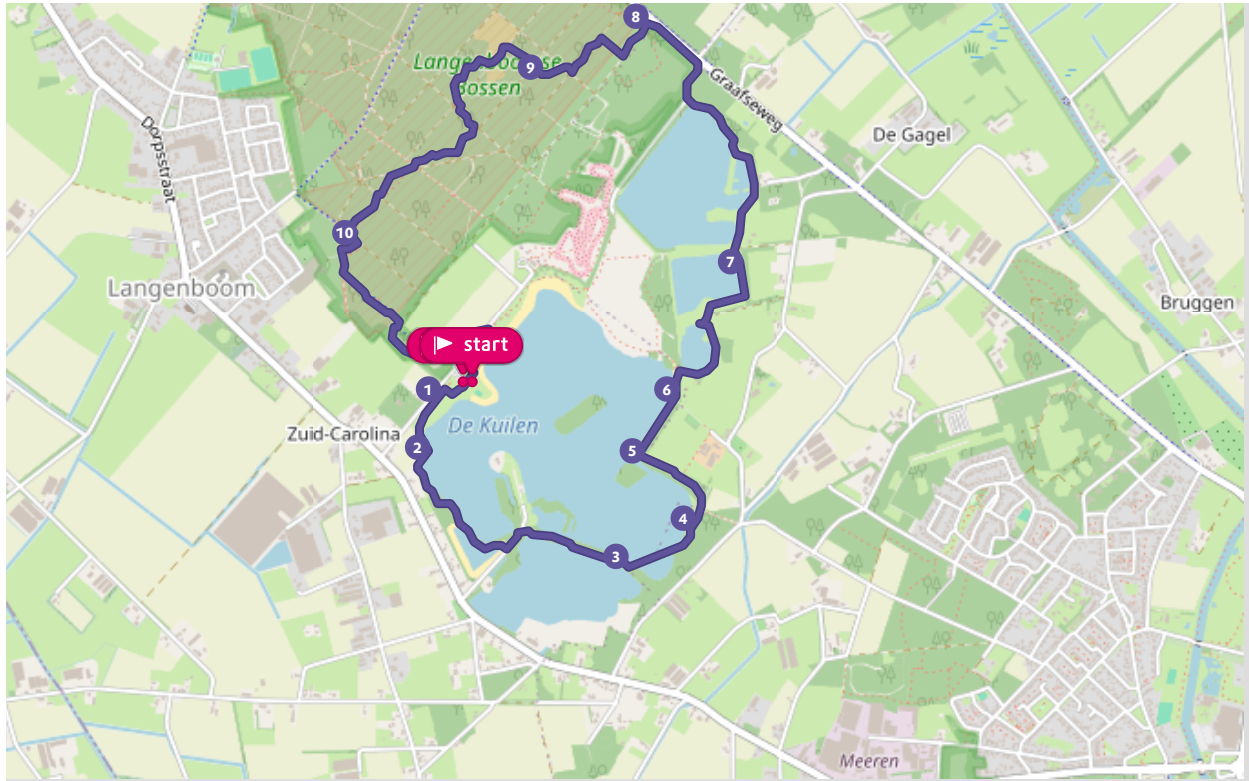 8
Langenboomse
Bossen
9
Graafseweg
De Gagel
Dorpsstraat
10
7
Langenboom
Bruggen
start
1
6
De Kuilen
Zuid-Carolina
2
5
4
3
Meeren